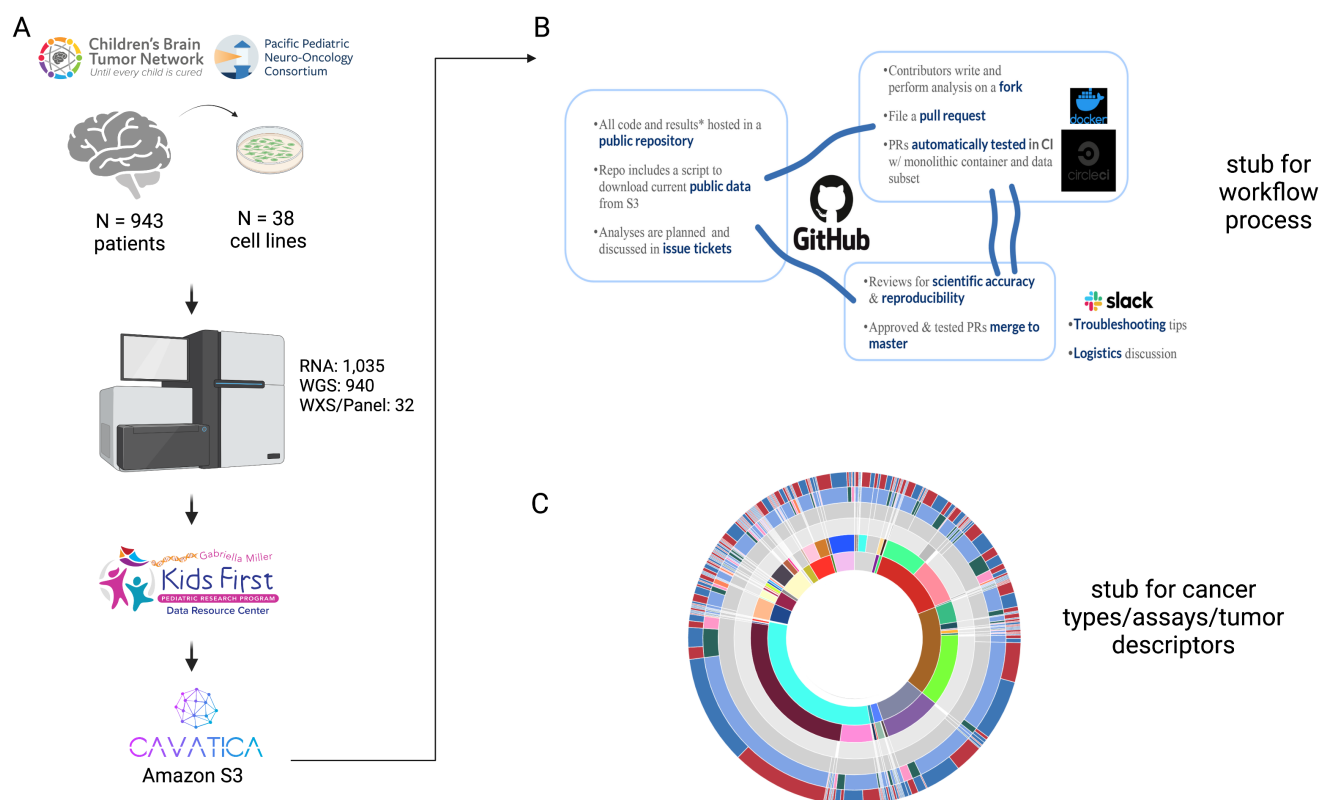 A
Children's Brain
Tumor Network
Until every child is cured
Pacific Pediatric
Neuro-Oncology
Consortium
N = 943
patients
N = 38
cell lines
RNA: 1,035
WGS: 940
WXS/Panel: 32
Gabriella Miller
Kids First
PEDIATRIC RESEARCH PROGRAM
Data Resource Center
CAVATICA
Amazon S3
B
•All code and results* hosted in a
public repository
•Repo includes a script to
download current public data
from S3
•Analyses are planned and
discussed in issue tickets
GitHub
•Contributors write and
perform analysis on a fork
•File a pull request
•PRs automatically tested in CI
w/ monolithic container and data
subset
docker
circleci
•Reviews for scientific accuracy
& reproducibility
•Approved & tested PRs merge to
master
slack
•Troubleshooting tips
•Logistics discussion
stub for
workflow
process
C
stub for cancer
types/assays/tumor
descriptors